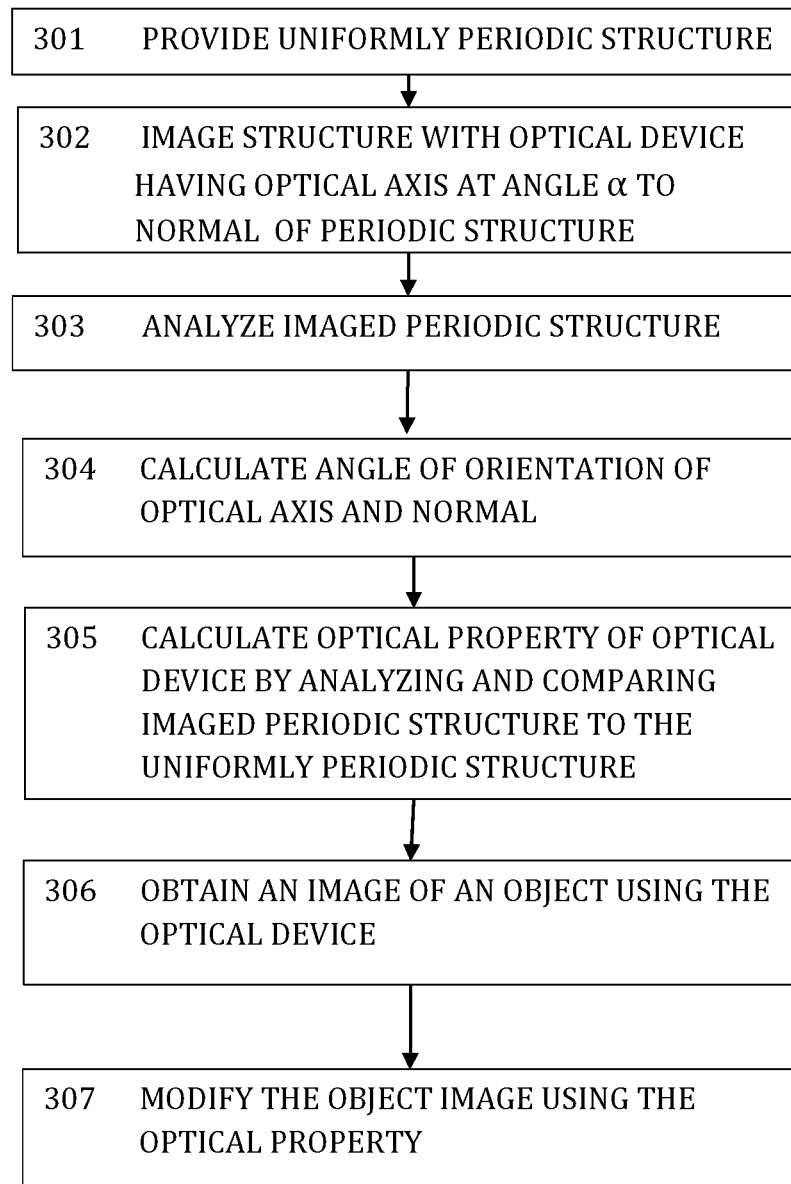 301 PROVIDE UNIFORMLY PERIODIC STRUCTURE
302 IMAGE STRUCTURE WITH OPTICAL DEVICE
HAVING OPTICAL AXIS AT ANGLE α TO
NORMAL OF PERIODIC STRUCTURE
303 ANALYZE IMAGED PERIODIC STRUCTURE
304 CALCULATE ANGLE OF ORIENTATION OF
OPTICAL AXIS AND NORMAL
305 CALCULATE OPTICAL PROPERTY OF OPTICAL
DEVICE BY ANALYZING AND COMPARING
IMAGED PERIODIC STRUCTURE TO THE
UNIFORMLY PERIODIC STRUCTURE
306 OBTAIN AN IMAGE OF AN OBJECT USING THE
OPTICAL DEVICE
307 MODIFY THE OBJECT IMAGE USING THE
OPTICAL PROPERTY